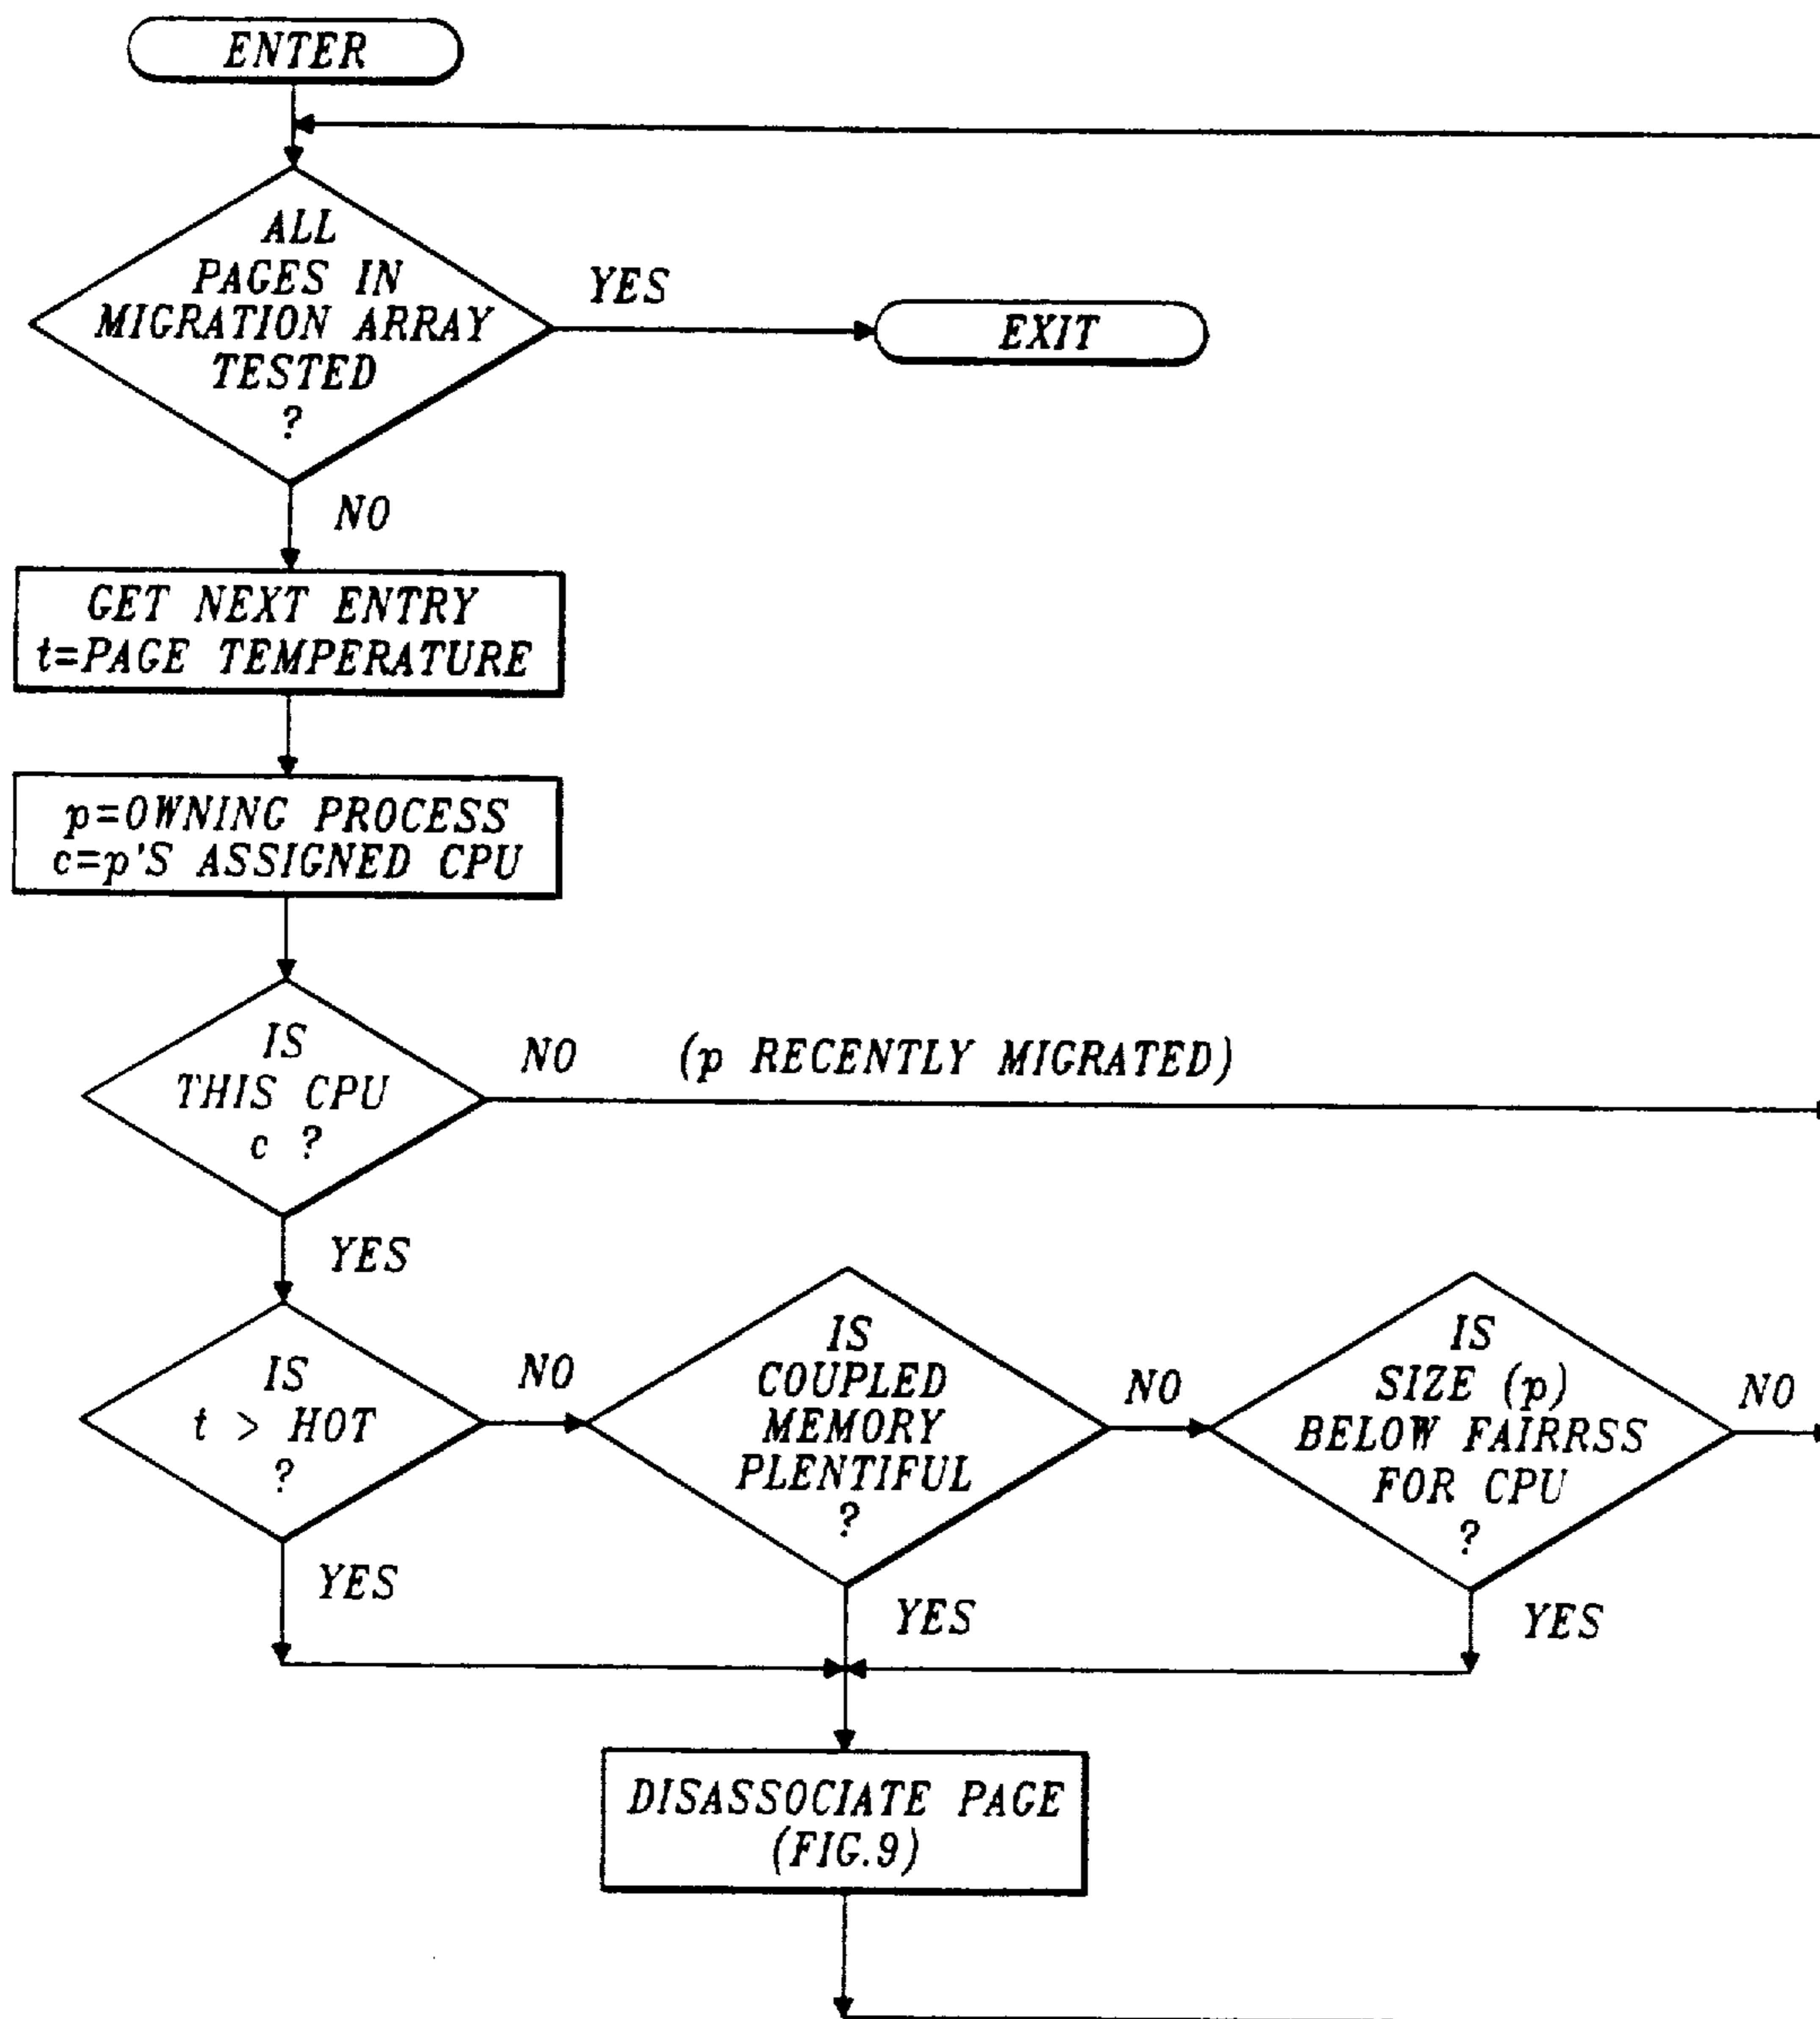 ENTER
ALL
PAGES IN
MIGRATION ARRAY
TESTED
?
YES
EXIT
NO
GET NEXT ENTRY
t=PAGE TEMPERATURE
p=OWNING PROCESS
c=p'S ASSIGNED CPU
IS
THIS CPU
c ?
NO (p RECENTLY MIGRATED)
YES
IS
t > HOT
?
NO
IS
COUPLED
MEMORY
PLENTIFUL
?
NO
IS
SIZE (p)
BELOW FAIRRSS
FOR CPU
?
NO
YES
YES
YES
DISASSOCIATE PAGE
(FIG.9)